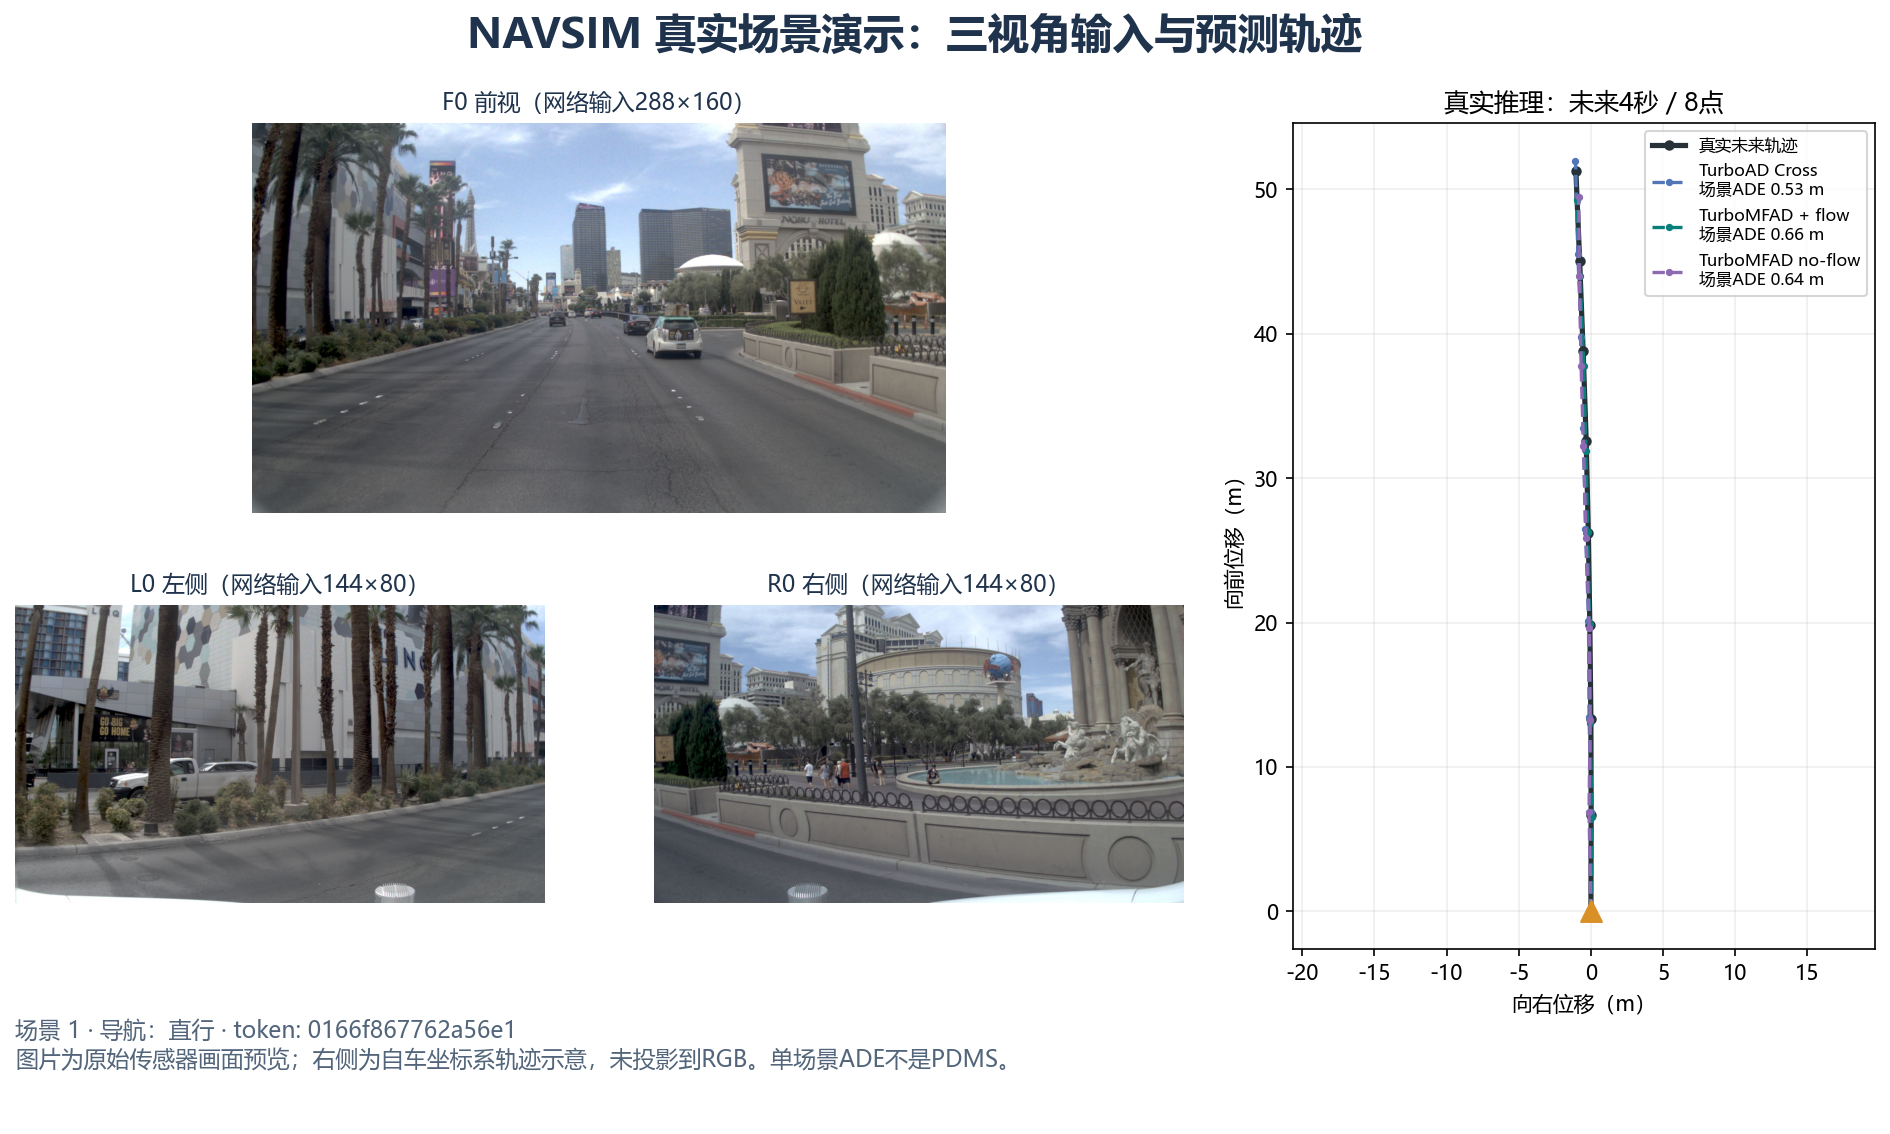 NAVSIM 真实场景演示：三视角输入与预测轨迹
F0 前视（网络输入288×160）
NOBU HOTEL
L0 左侧（网络输入144×80）
GO BIG
GO HOME
R0 右侧（网络输入144×80）
真实推理：未来4秒 / 8点
真实未来轨迹
TurboAD Cross
场景ADE 0.53 m
TurboMFAD + flow
场景ADE 0.66 m
TurboMFAD no-flow
场景ADE 0.64 m
向前位移（m）
50
40
30
20
10
0
-20 -15 -10 -5 0 5 10 15
向右位移（m）
场景 1 · 导航：直行 · token: 0166f867762a56e1
图片为原始传感器画面预览；右侧为自车坐标系轨迹示意，未投影到RGB。单场景ADE不是PDMS。